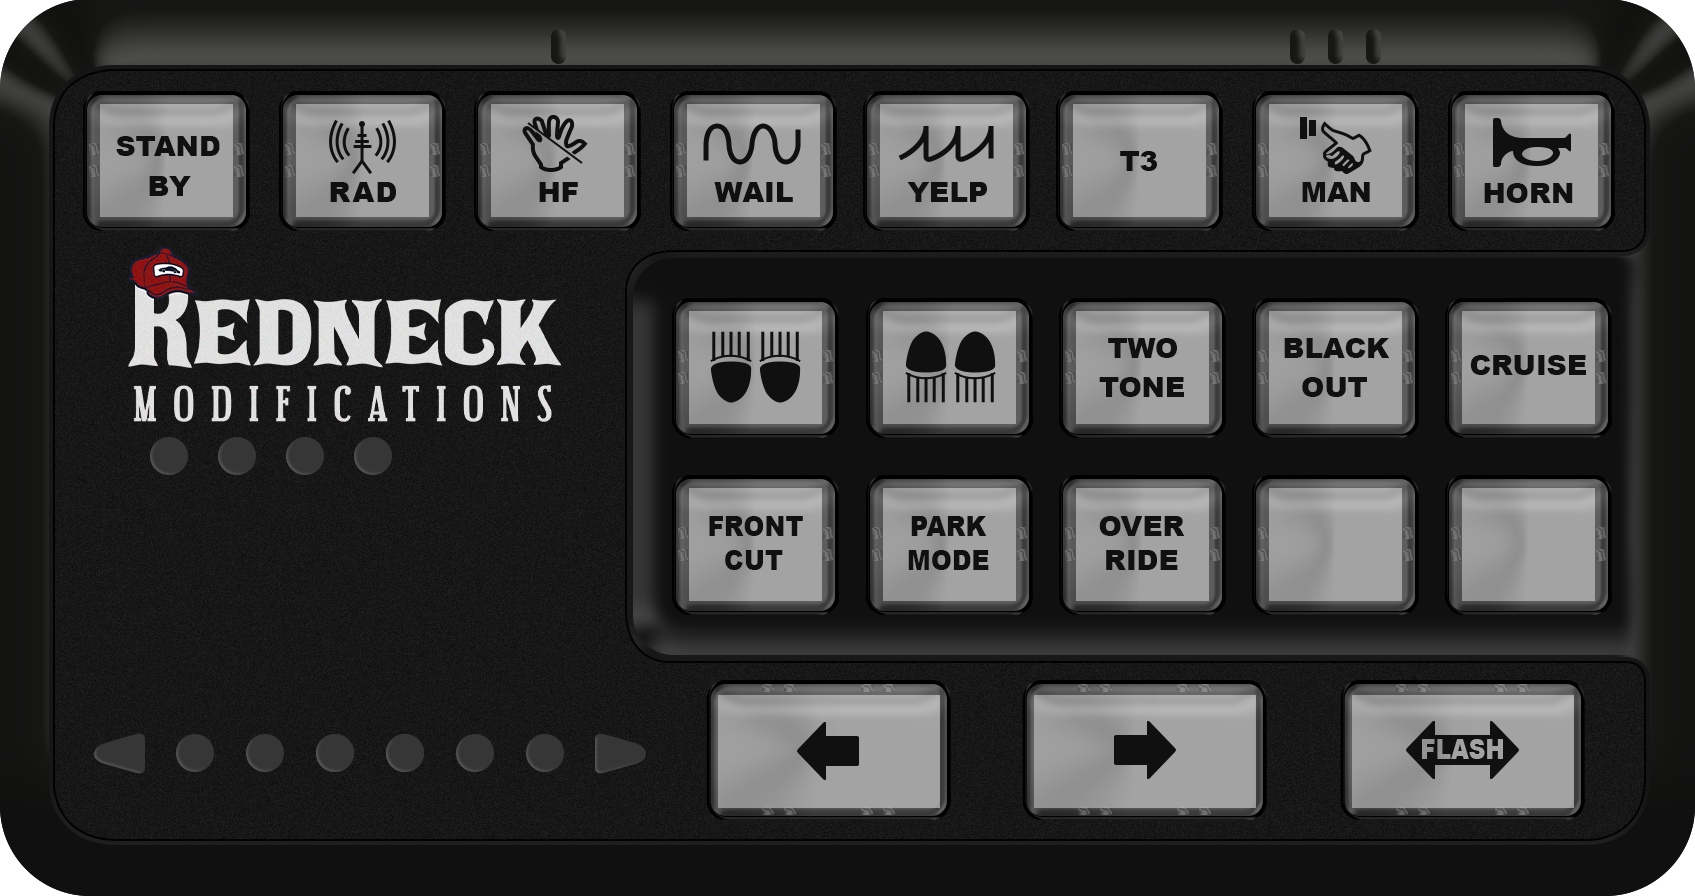 STAND
BY
RAD
HF
WAIL
YELP
T3
MAN
HORN
REDNECK
MODIFICATIONS
TWO
TONE
BLACK
OUT
CRUISE
FRONT
CUT
PARK
MODE
OVER
RIDE
FLASH